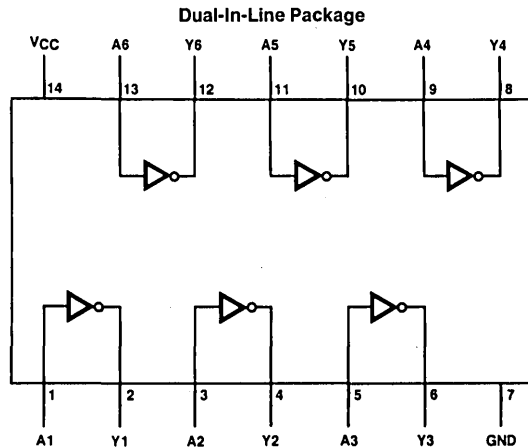 Dual-In-Line Package
VCC A6 Y6 A5 Y5 A4 Y4
14 13 12 11 10 9 8
1 2 3 4 5 6 7
A1 Y1 A2 Y2 A3 Y3 GND